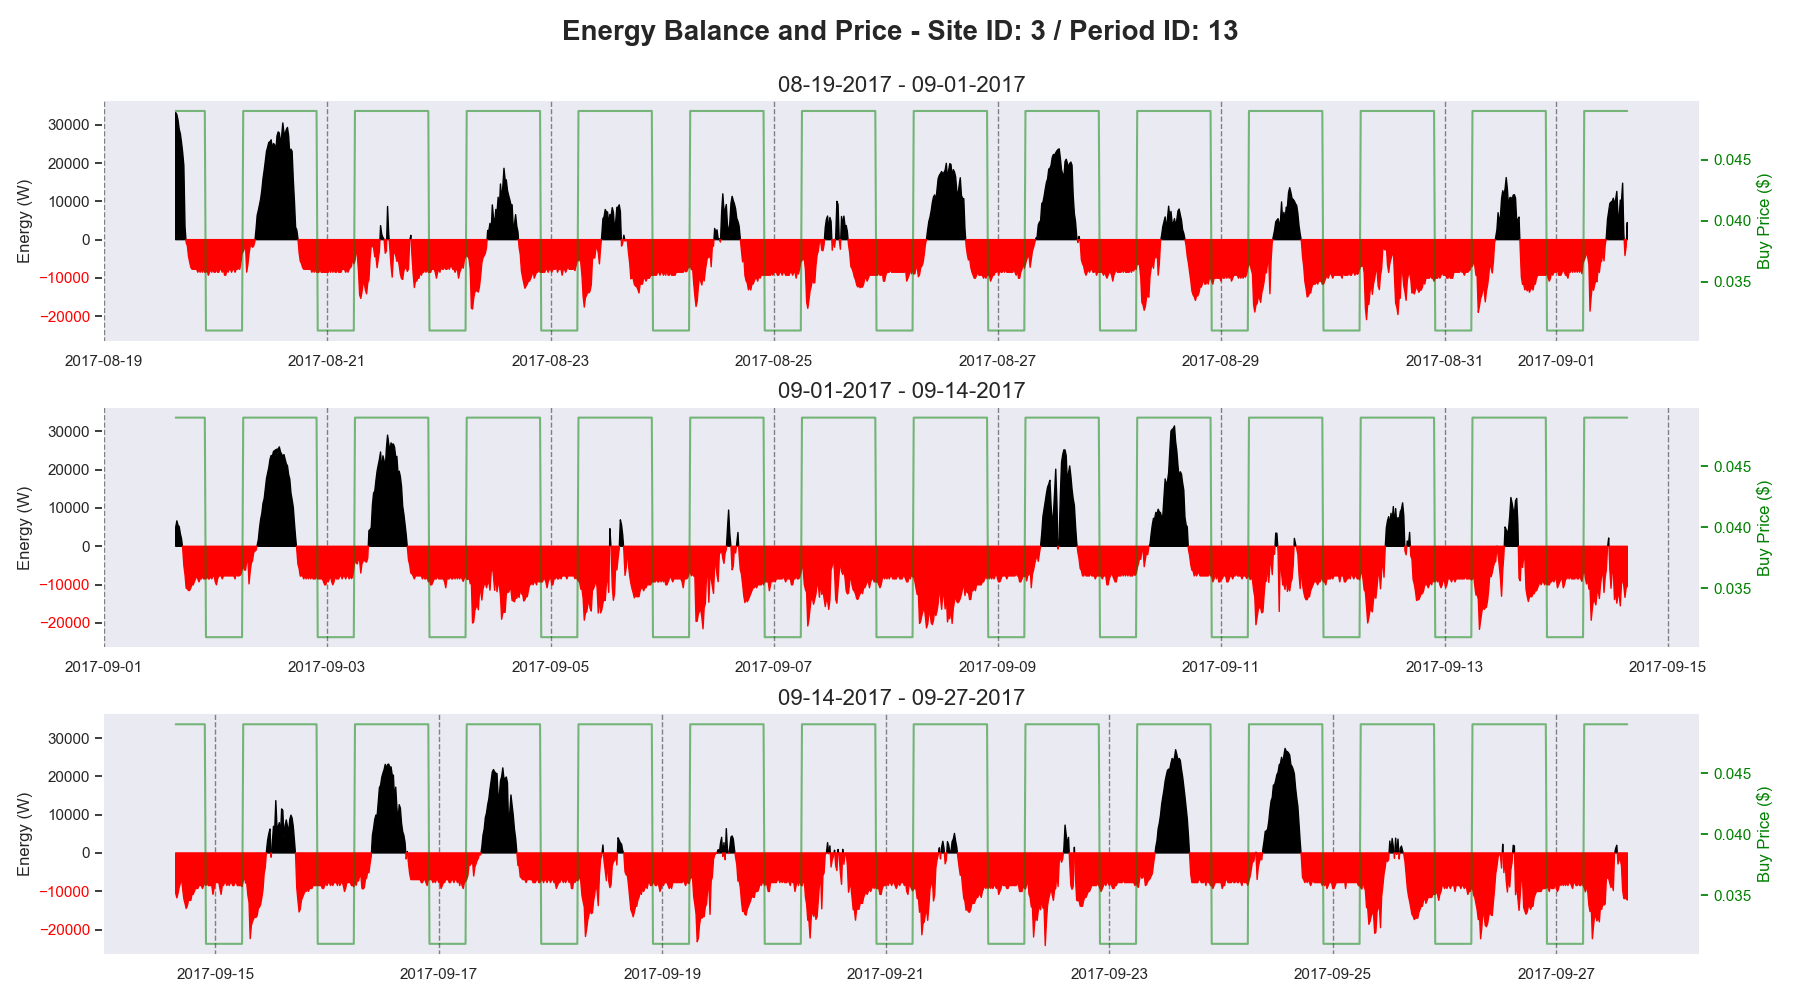 Energy Balance and Price - Site ID: 3 / Period ID: 13
08-19-2017 - 09-01-2017
Energy (W)
30000
20000
10000
0
−10000
−20000
0.045
0.040
0.035
Buy Price ($)
2017-08-19 2017-08-21 2017-08-23 2017-08-25 2017-08-27 2017-08-29 2017-08-31 2017-09-01
09-01-2017 - 09-14-2017
Energy (W)
30000
20000
10000
0
−10000
−20000
0.045
0.040
0.035
Buy Price ($)
2017-09-01 2017-09-03 2017-09-05 2017-09-07 2017-09-09 2017-09-11 2017-09-13 2017-09-15
09-14-2017 - 09-27-2017
Energy (W)
30000
20000
10000
0
−10000
−20000
0.045
0.040
0.035
Buy Price ($)
2017-09-15 2017-09-17 2017-09-19 2017-09-21 2017-09-23 2017-09-25 2017-09-27